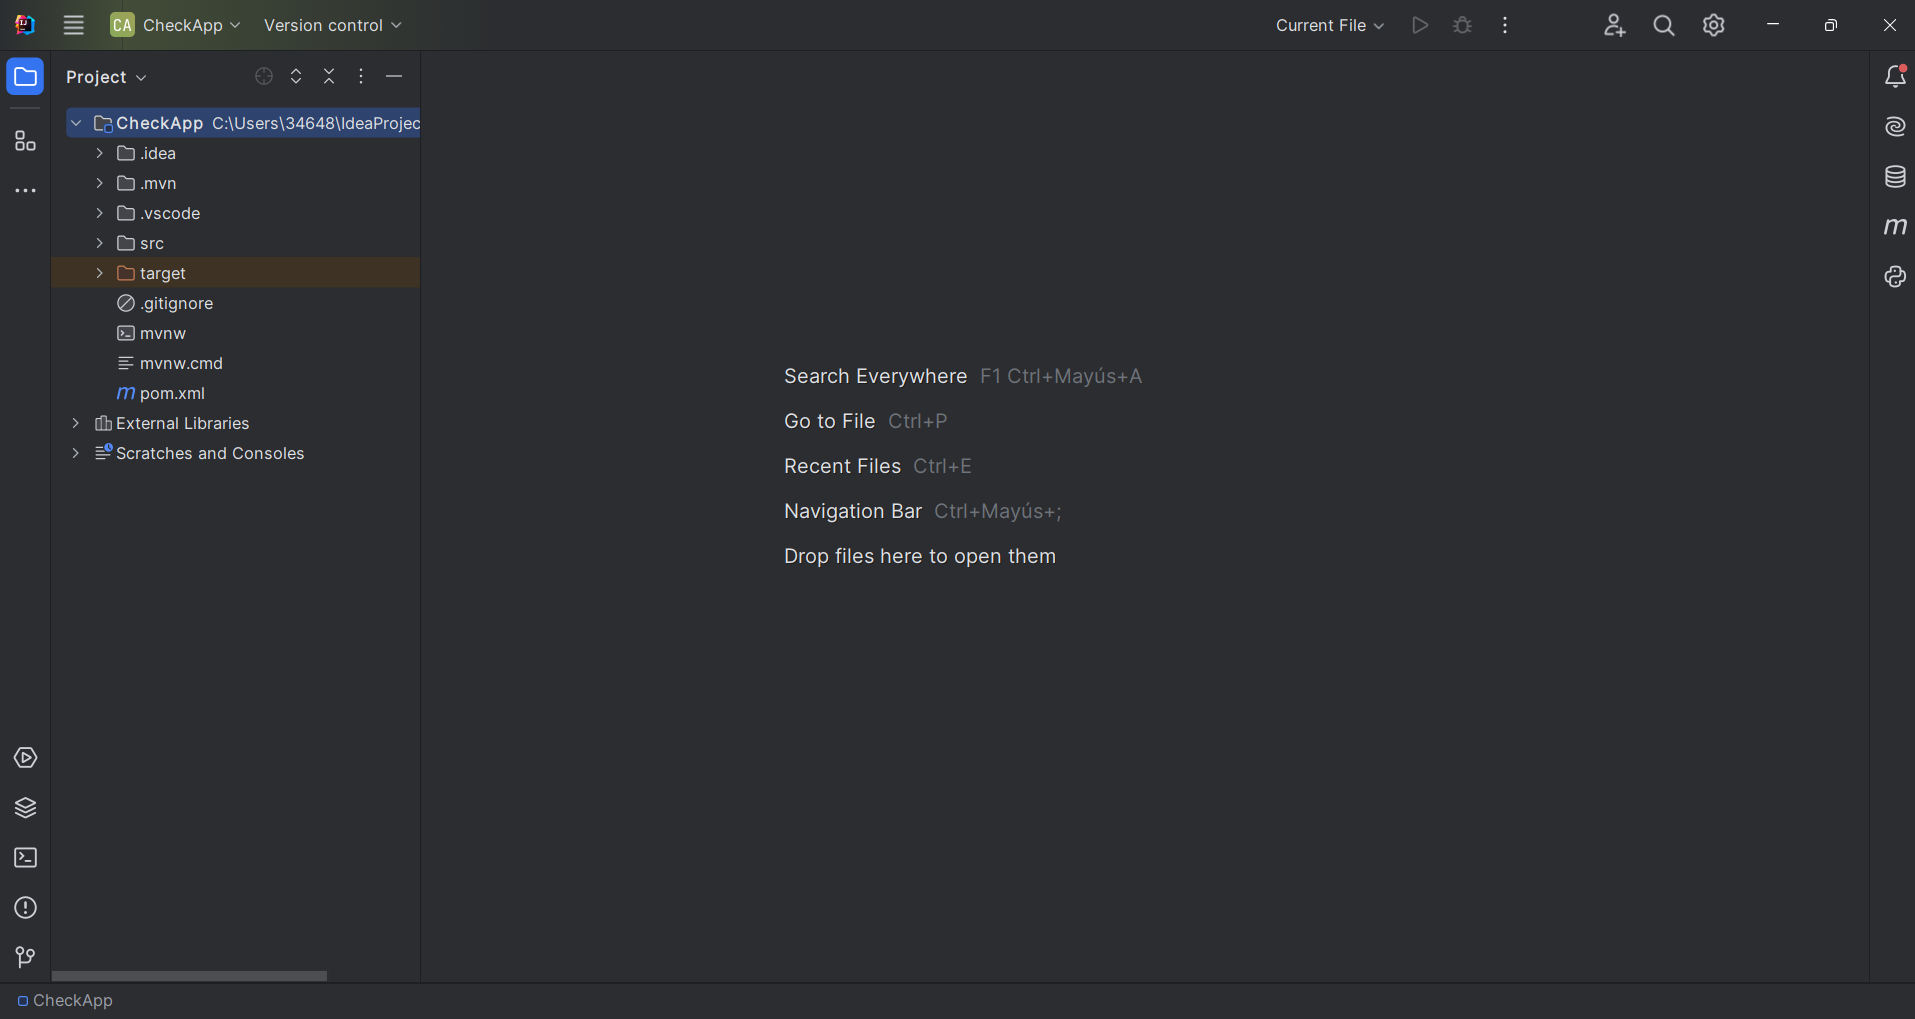 CA CheckApp Version control Current File
Project
CheckApp C:\Users\34648\IdeaProjec
.idea
.mvn
.vscode
src
target
.gitignore
mvnw
mvnw.cmd
m pom.xml
External Libraries
Scratches and Consoles
Search Everywhere F1 Ctrl+Mayús+A
Go to File Ctrl+P
Recent Files Ctrl+E
Navigation Bar Ctrl+Mayús+;
Drop files here to open them
m
CheckApp